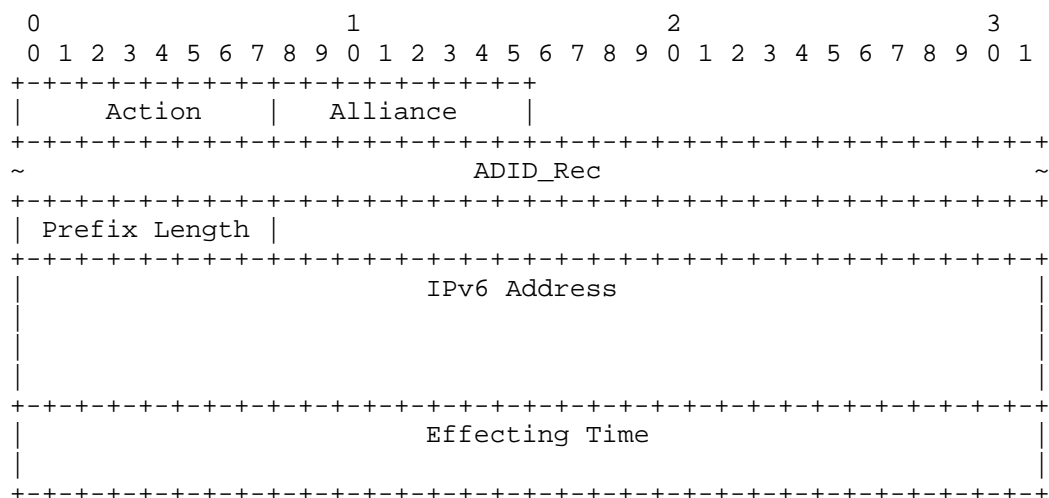 0                   1                   2                   3
 0 1 2 3 4 5 6 7 8 9 0 1 2 3 4 5 6 7 8 9 0 1 2 3 4 5 6 7 8 9 0 1
+-+-+-+-+-+-+-+-+-+-+-+-+-+-+-+-+
|     Action    |   Alliance    |
+-+-+-+-+-+-+-+-+-+-+-+-+-+-+-+-+-+-+-+-+-+-+-+-+-+-+-+-+-+-+-+-+
~                            ADID_Rec                           ~
+-+-+-+-+-+-+-+-+-+-+-+-+-+-+-+-+-+-+-+-+-+-+-+-+-+-+-+-+-+-+-+-+
| Prefix Length |
+-+-+-+-+-+-+-+-+-+-+-+-+-+-+-+-+-+-+-+-+-+-+-+-+-+-+-+-+-+-+-+-+
|                         IPv6 Address                          |
|                                                               |
|                                                               |
|                                                               |
+-+-+-+-+-+-+-+-+-+-+-+-+-+-+-+-+-+-+-+-+-+-+-+-+-+-+-+-+-+-+-+-+
|                         Effecting Time                        |
|                                                               |
+-+-+-+-+-+-+-+-+-+-+-+-+-+-+-+-+-+-+-+-+-+-+-+-+-+-+-+-+-+-+-+-+